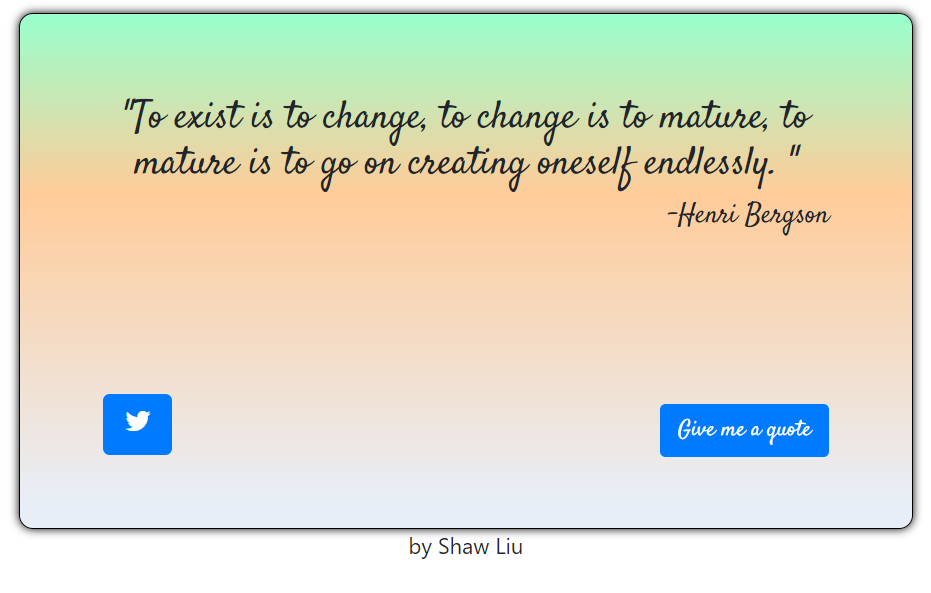 "To exist is to change, to change is to mature, to
mature is to go on creating oneself endlessly. "
-Henri Bergson
Give me a quote
by Shaw Liu